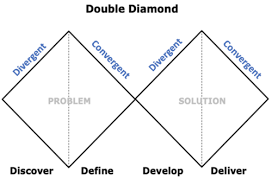 Double Diamond
Divergent Convergent Divergent Convergent
PROBLEM SOLUTION
Discover Define Develop Deliver